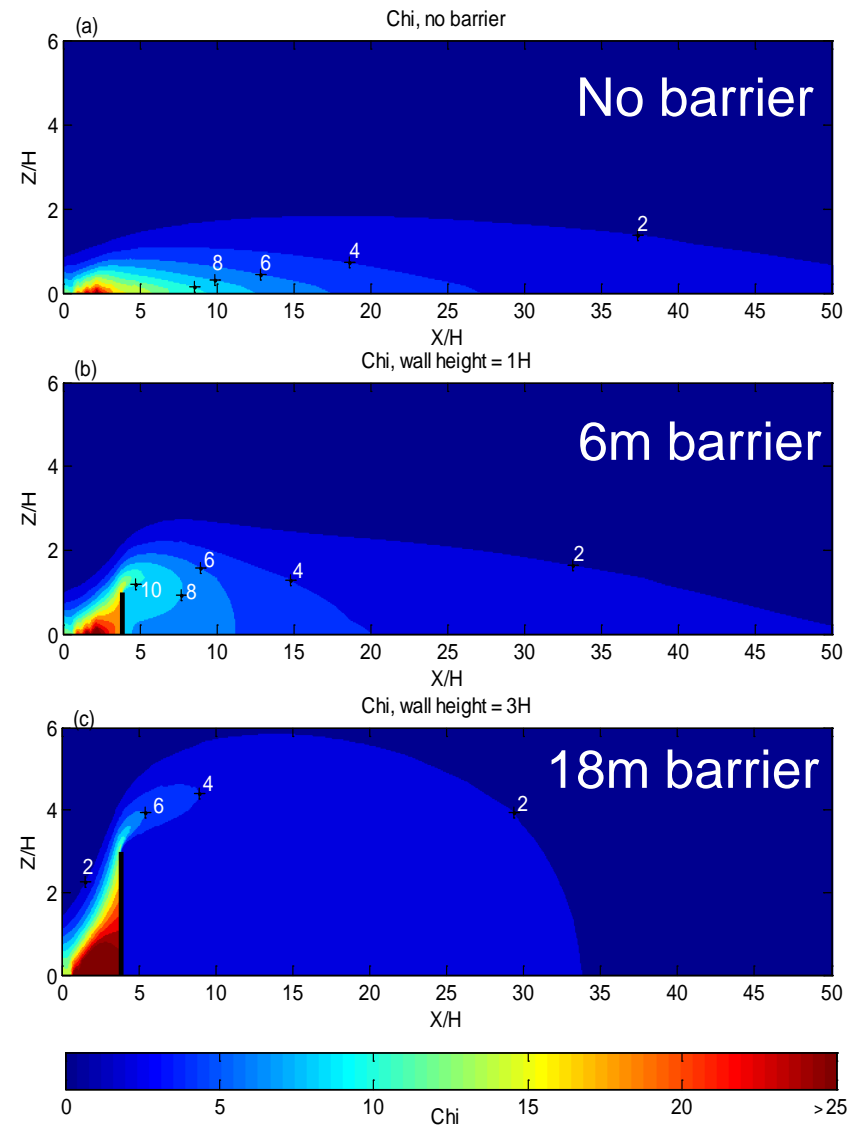 (a)
Chi, no barrier
6
4
2
0
Z/H
No barrier
2
4
6
8
0 5 10 15 20 25 30 35 40 45 50
X/H
(b)
Chi, wall height = 1H
6
4
2
0
Z/H
6m barrier
2
4
6
8
10
0 5 10 15 20 25 30 35 40 45 50
X/H
(c)
Chi, wall height = 3H
6
4
2
0
Z/H
18m barrier
2
4
6
2
0 5 10 15 20 25 30 35 40 45 50
X/H
0 5 10 15 20 >25
Chi